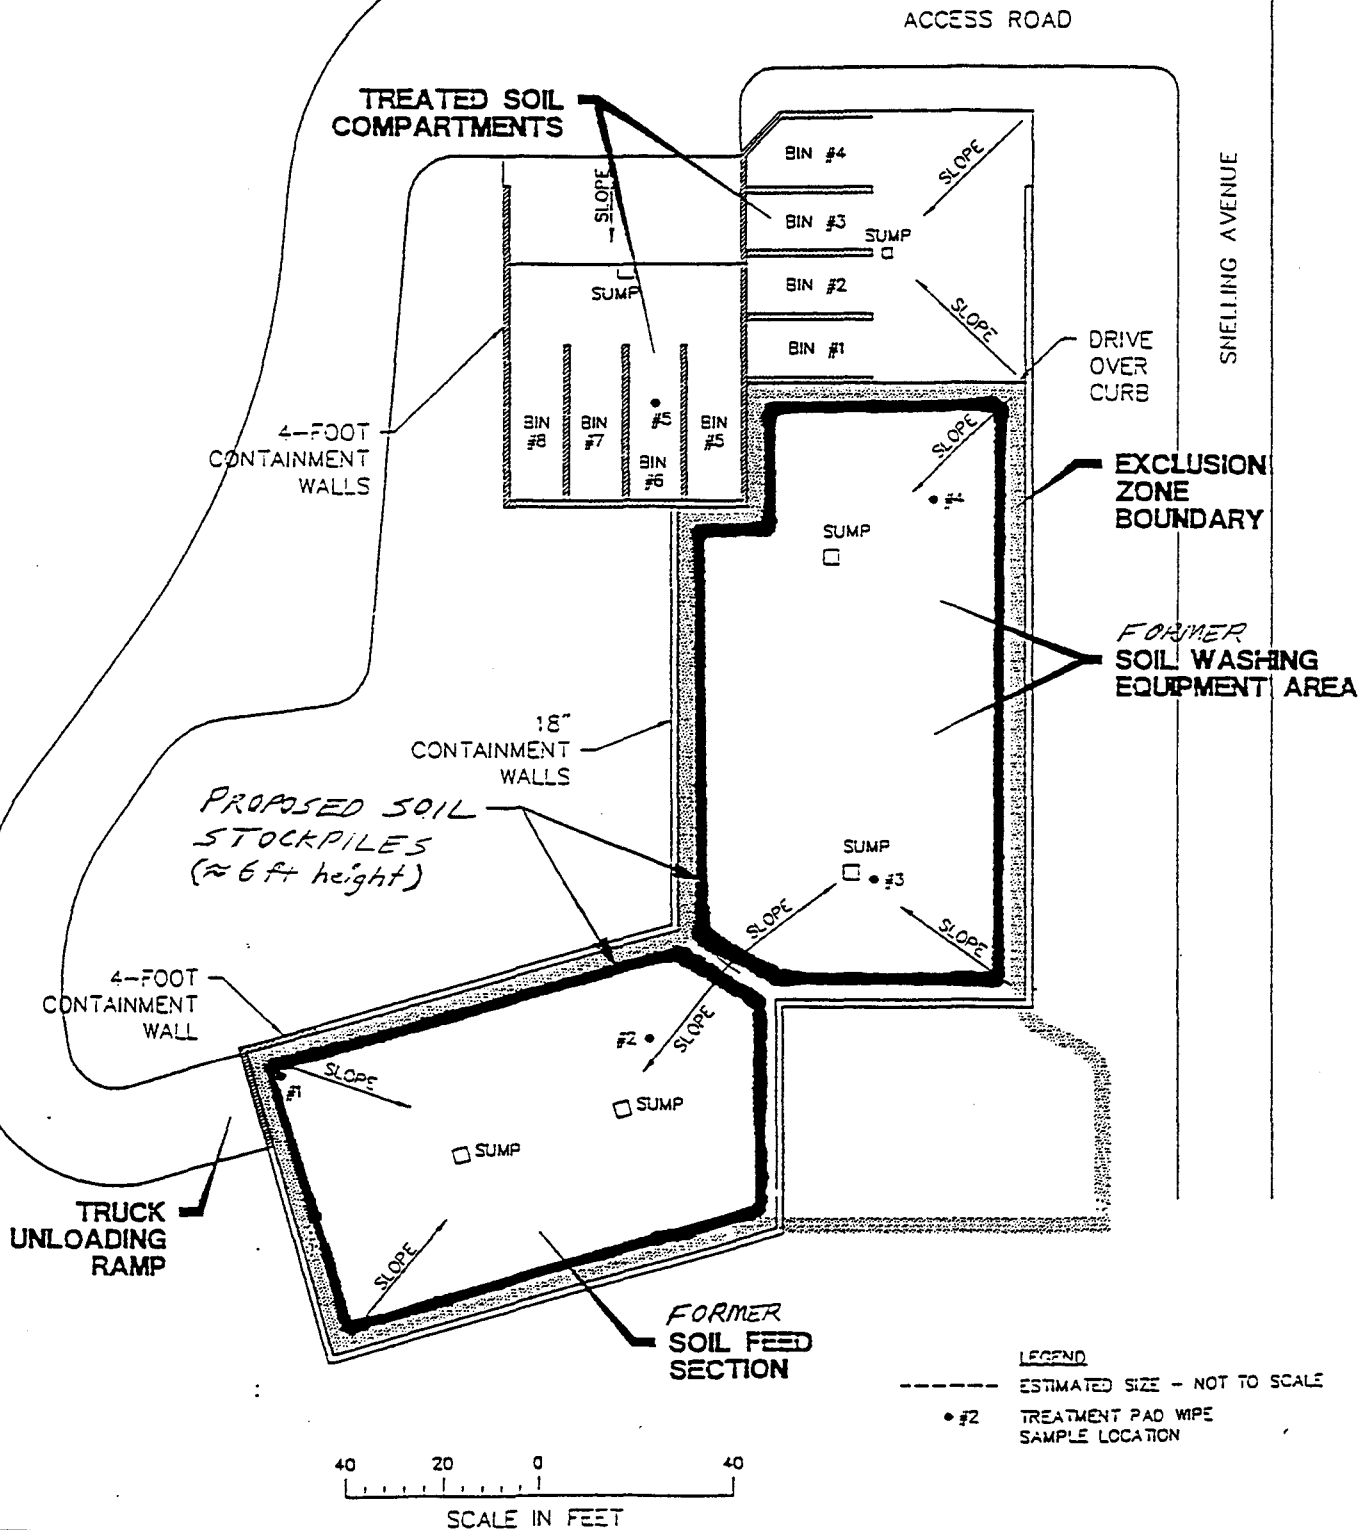 ACCESS ROAD
TREATED SOIL
COMPARTMENTS
SNELLING AVENUE
BIN #4
BIN #3
BIN #2
BIN #1
SLOPE
SUMP
SLOPE
SLOPE
SUMP
DRIVE
OVER
CURB
BIN
#8
BIN
#7
#5
BIN
#6
BIN
#5
4-FOOT
CONTAINMENT
WALLS
SLOPE
#4
EXCLUSION
ZONE
BOUNDARY
SUMP
FORMER
SOIL WASHING
EQUIPMENT AREA
18"
CONTAINMENT
WALLS
PROPOSED SOIL
STOCKPILES
(≈ 6 ft height)
SUMP
#3
SLOPE
SLOPE
4-FOOT
CONTAINMENT
WALL
#2
SLOPE
#1
SLOPE
SUMP
SUMP
SLOPE
TRUCK
UNLOADING
RAMP
FORMER
SOIL FEED
SECTION
LEGEND
ESTIMATED SIZE - NOT TO SCALE
#2 TREATMENT PAD WIPE
SAMPLE LOCATION
40 20 0 40
SCALE IN FEET